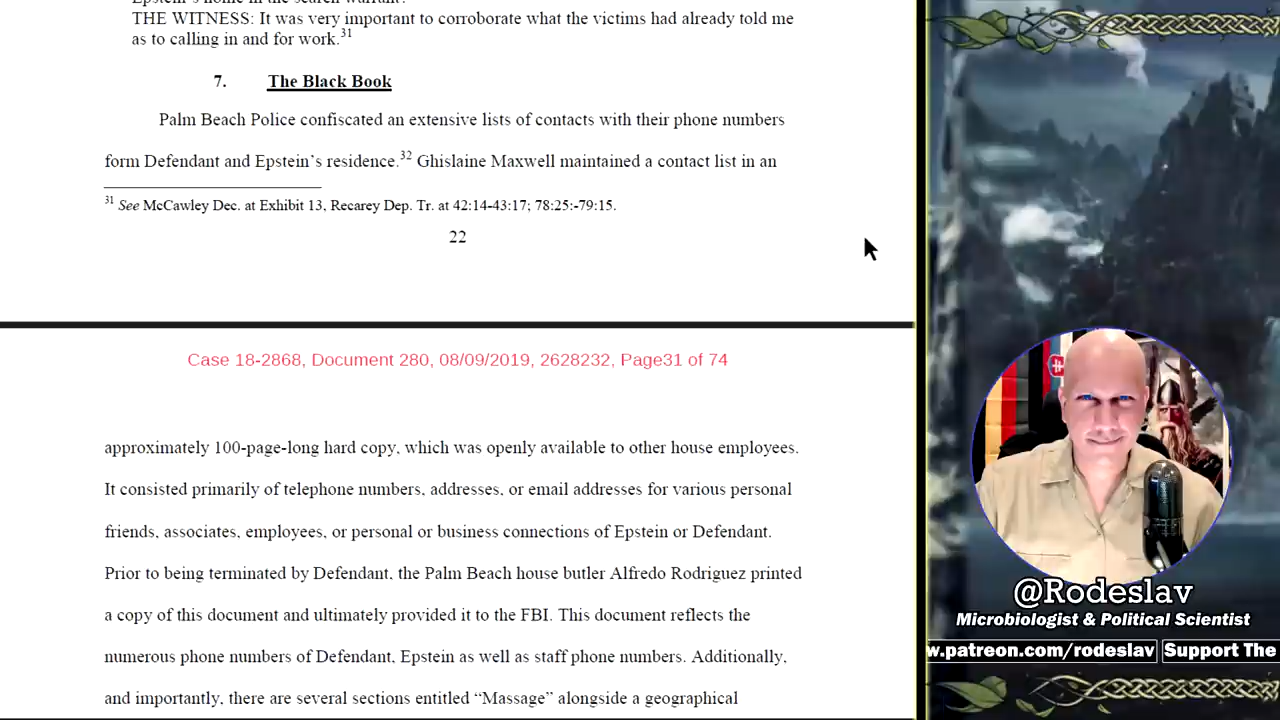 THE WITNESS: It was very important to corroborate what the victims had already told me
as to calling in and for work.31
7. The Black Book
Palm Beach Police confiscated an extensive lists of contacts with their phone numbers
form Defendant and Epstein's residence.32 Ghislaine Maxwell maintained a contact list in an
31 See McCawley Dec. at Exhibit 13, Recarey Dep. Tr. at 42:14-43:17; 78:25:-79:15.
22
Case 18-2868, Document 280, 08/09/2019, 2628232, Page31 of 74
approximately 100-page-long hard copy, which was openly available to other house employees.
It consisted primarily of telephone numbers, addresses, or email addresses for various personal
friends, associates, employees, or personal or business connections of Epstein or Defendant.
Prior to being terminated by Defendant, the Palm Beach house butler Alfredo Rodriguez printed
a copy of this document and ultimately provided it to the FBI. This document reflects the
numerous phone numbers of Defendant, Epstein as well as staff phone numbers. Additionally,
and importantly, there are several sections entitled “Massage” alongside a geographical
@Rodeslav
Microbiologist & Political Scientist
w.patreon.com/rodeslav Support The